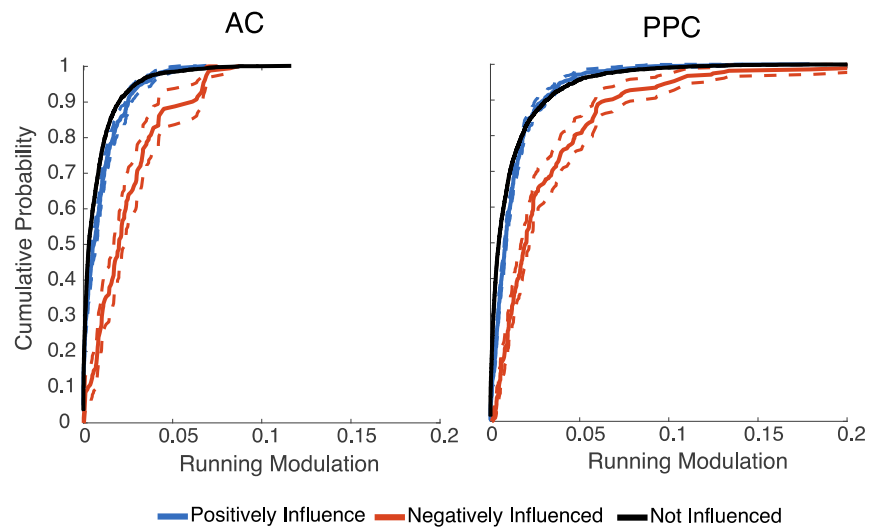 AC
PPC
Cumulative Probability
1
0.9
0.8
0.7
0.6
0.5
0.4
0.3
0.2
0.1
0
0 0.05 0.1 0.15 0.2
0 0.05 0.1 0.15 0.2
Running Modulation
Running Modulation
Positively Influence Negatively Influenced Not Influenced